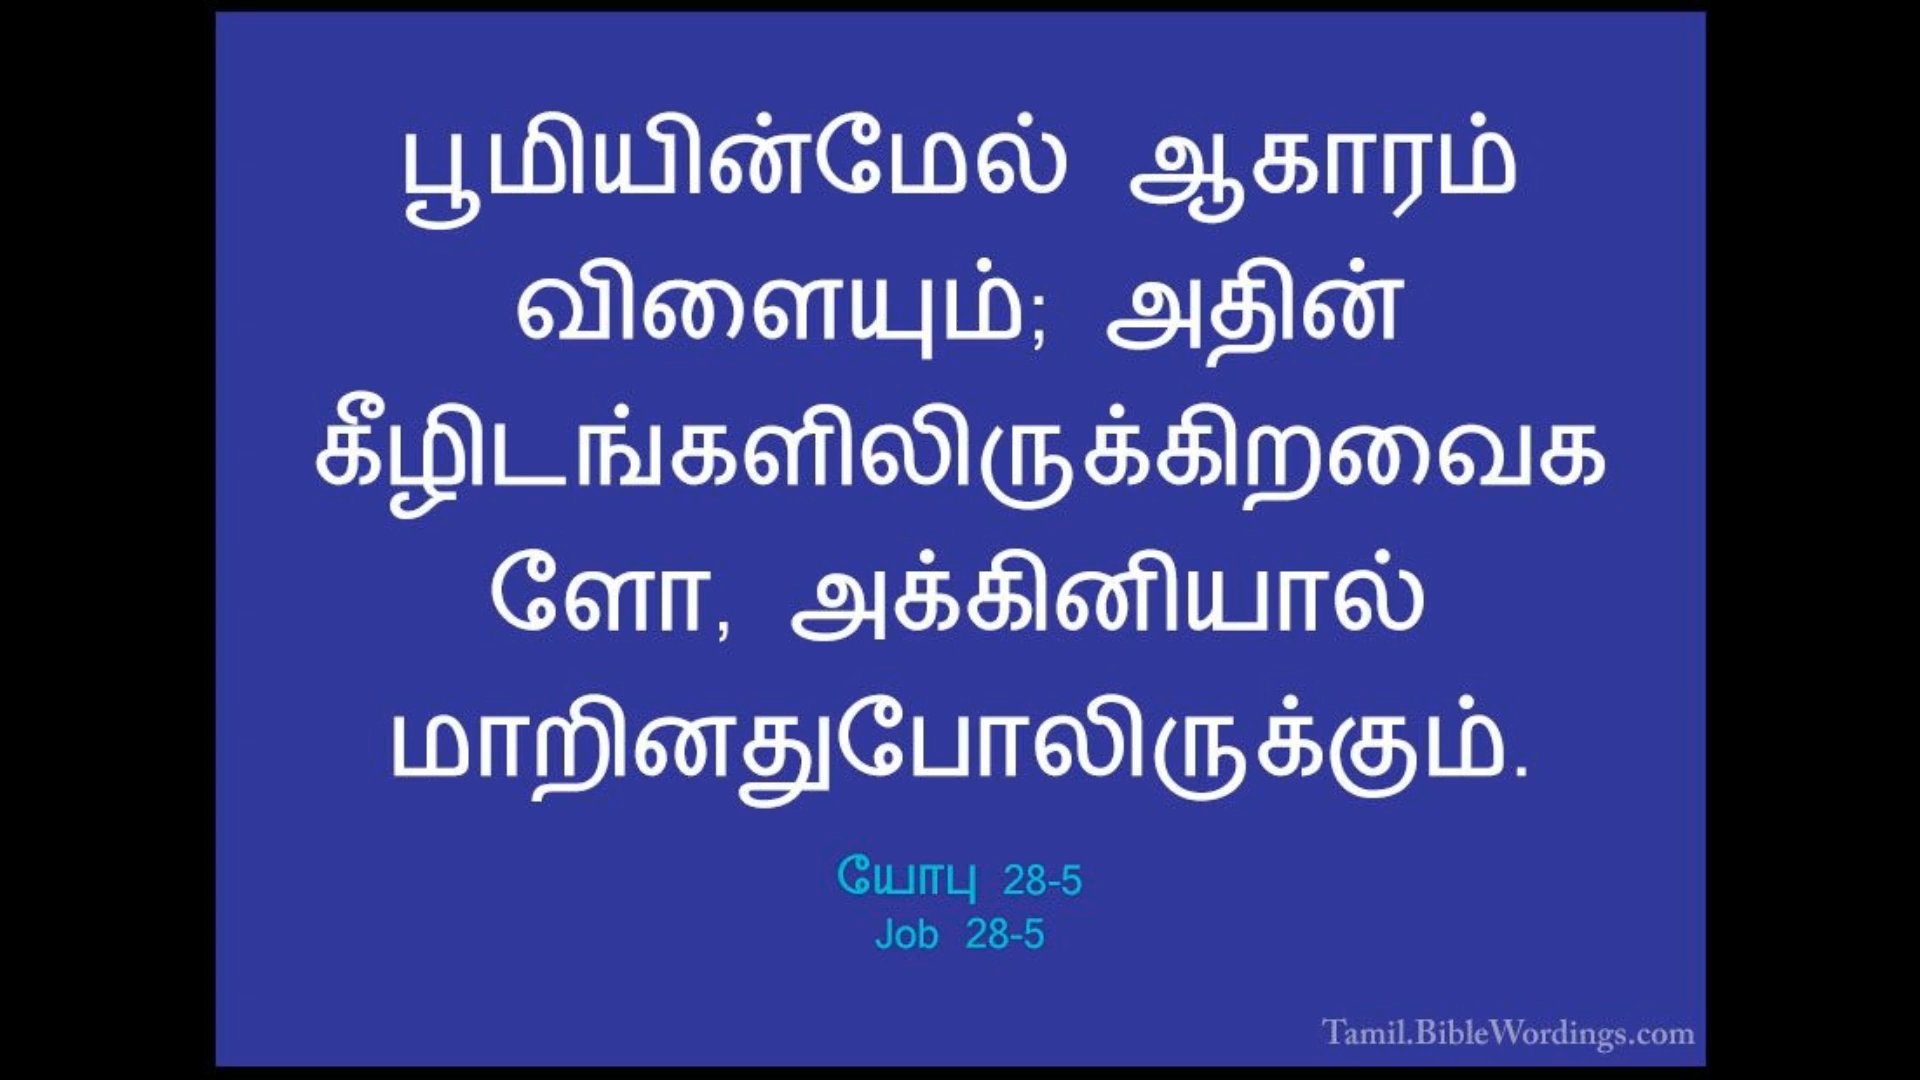 பூமியின்மேல் ஆகாரம்
விளையும்; அதின்
கீழிடங்களிலிருக்கிறவைக
ளோ, அக்கினியால்
மாறினதுபோலிருக்கும்.
யோபு 28-5
Job 28-5
Tamil.BibleWordings.com